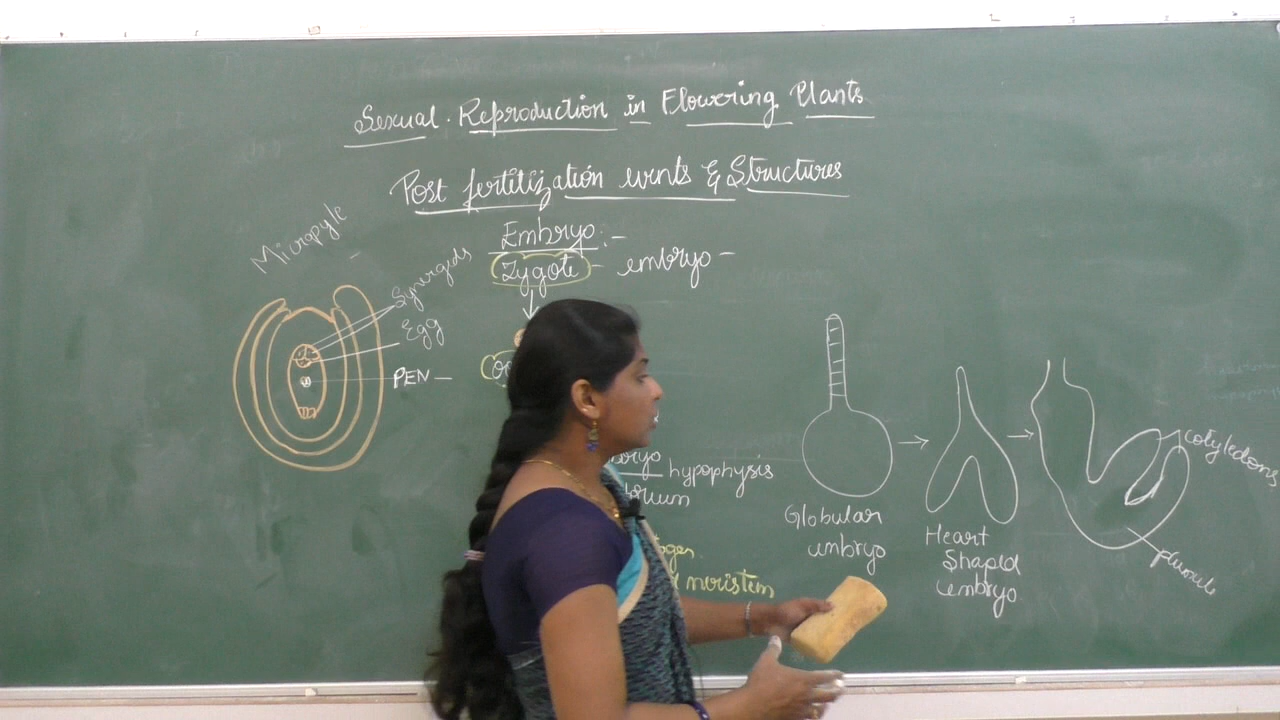 Sexual Reproduction in Flowering Plants
Post fertilization events & Structures
Embryo:-
Zygote - embryo -
Micropyle
Synergids
Egg
PEN
hypophysis
meristem
Globular
embryo
Heart
Shaped
embryo
cotyledons
plumule